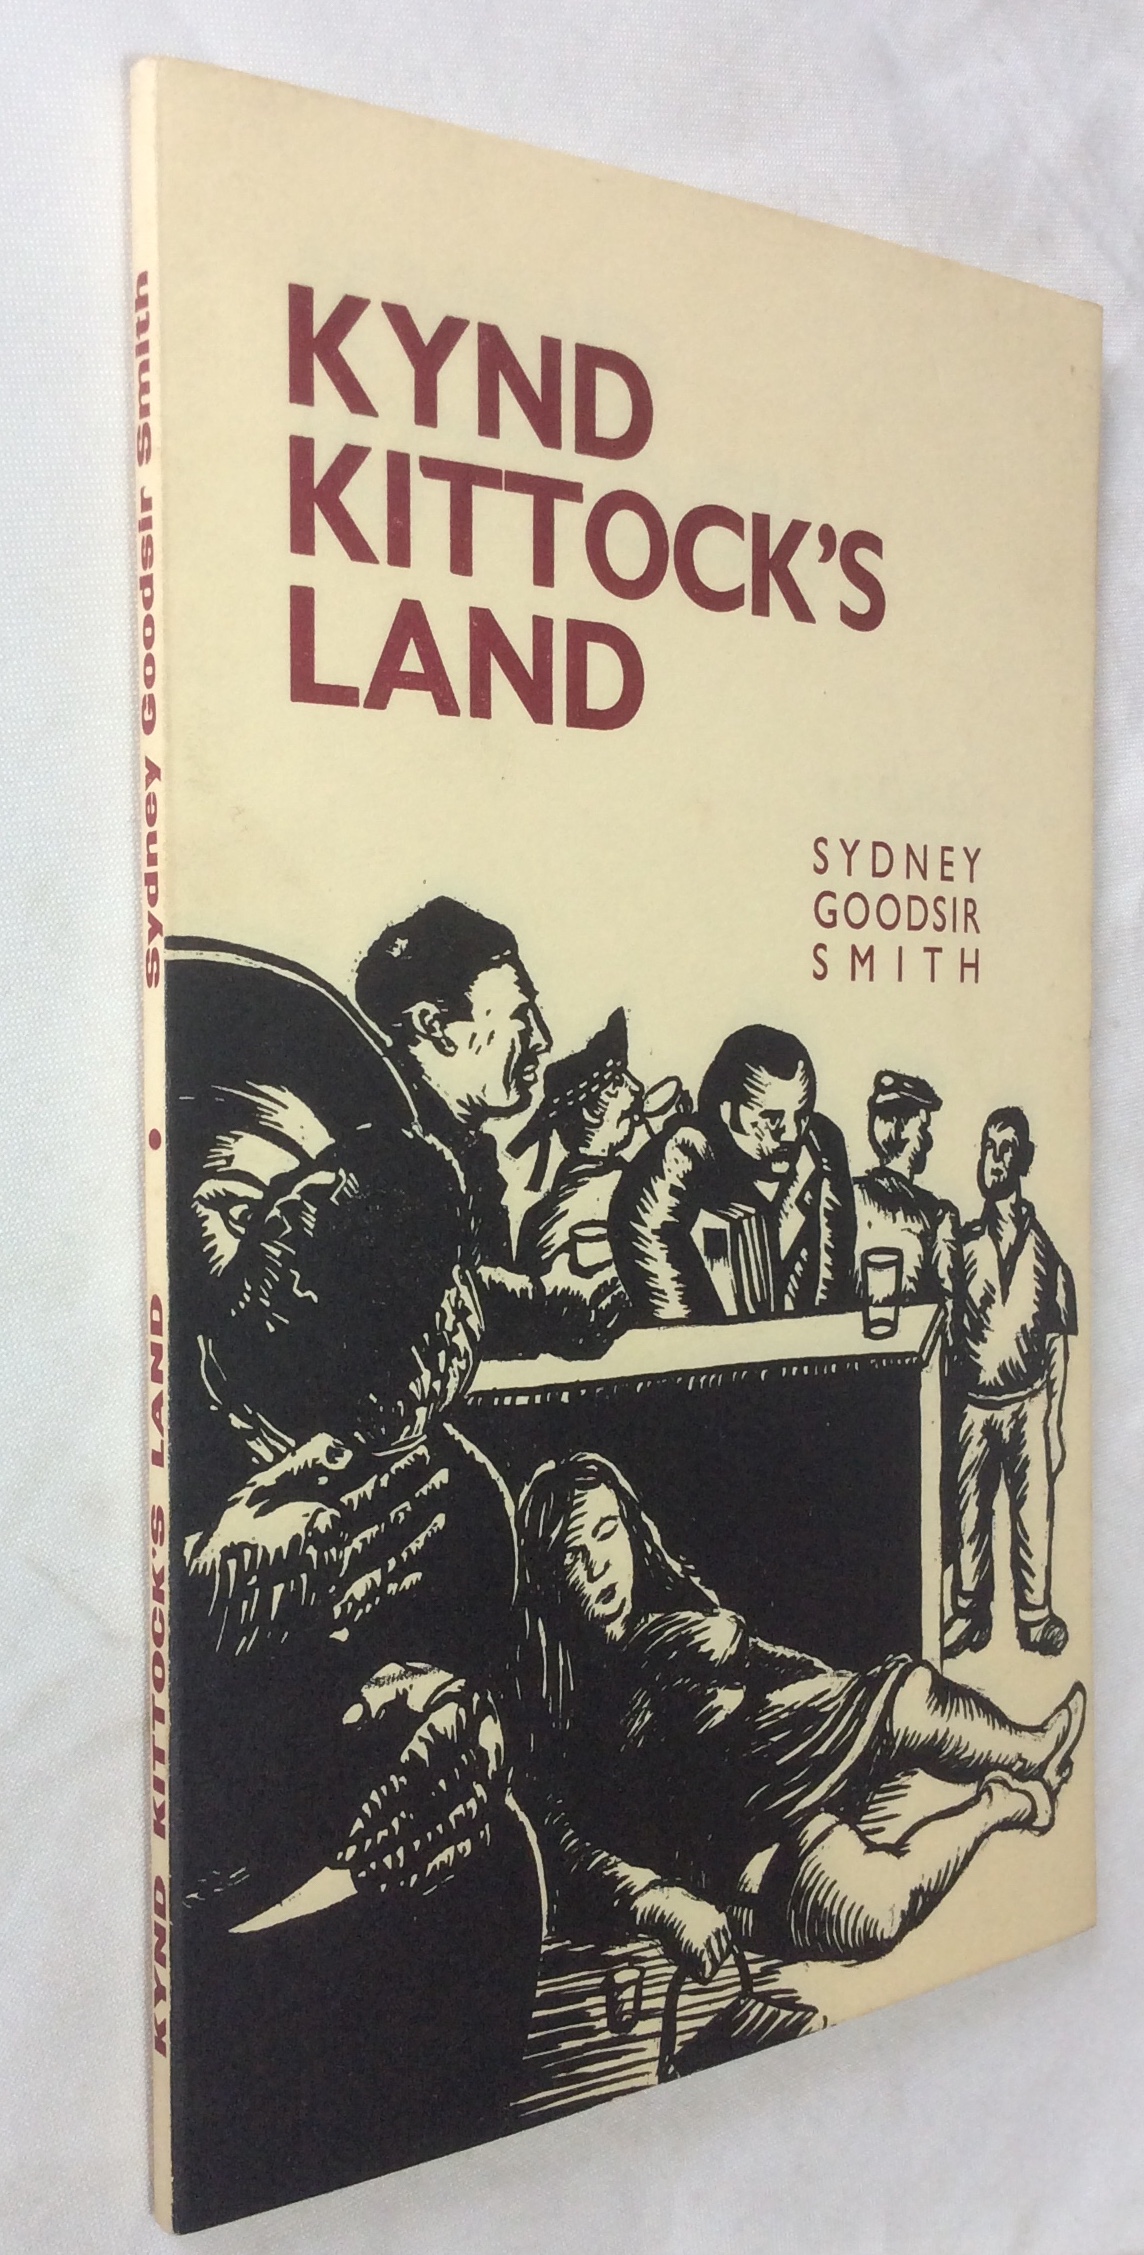 KYND
KITTOCK'S
LAND
SYDNEY
GOODSIR
SMITH
KYND KITTOCK'S LAND • Sydney Goodsir Smith